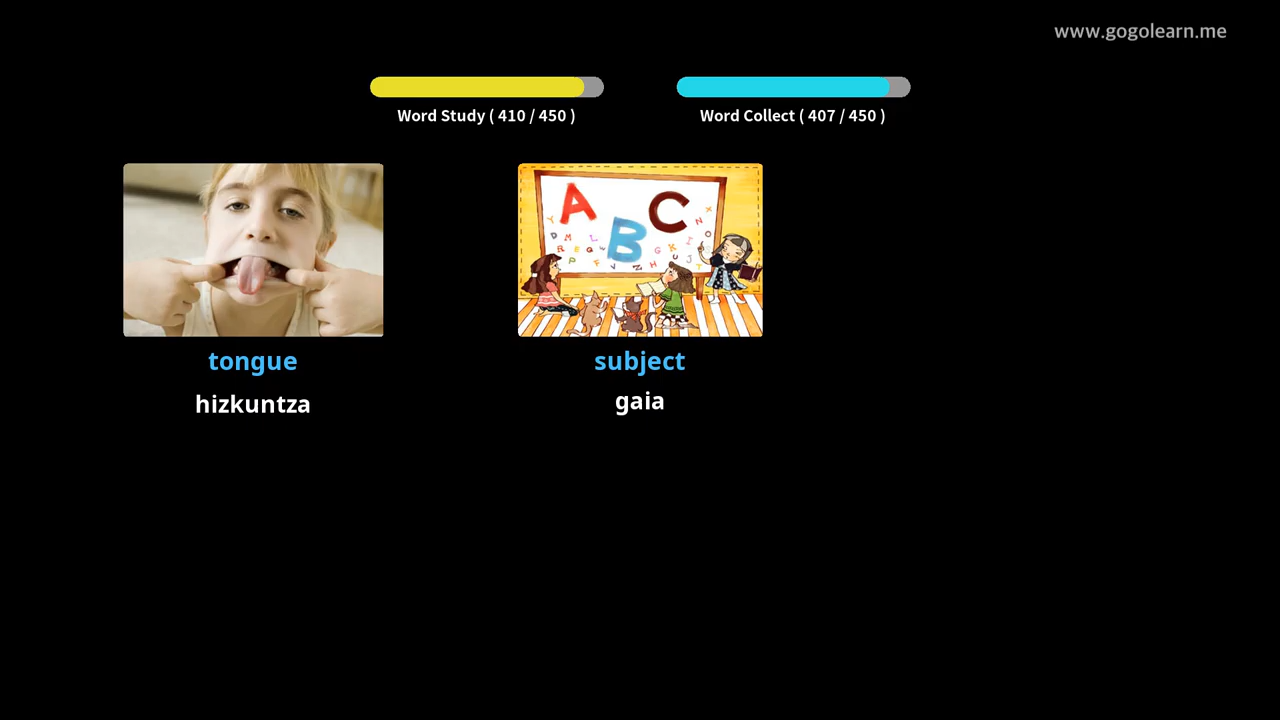 www.gogolearn.me
Word Study ( 410 / 450 )
Word Collect ( 407 / 450 )
A
B
C
tongue
subject
hizkuntza
gaia